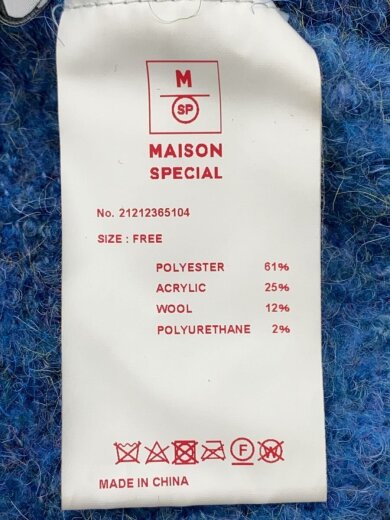 M
SP
MAISON
SPECIAL
No. 21212365104
SIZE : FREE
POLYESTER 61%
ACRYLIC 25%
WOOL 12%
POLYURETHANE 2%
F
W
MADE IN CHINA